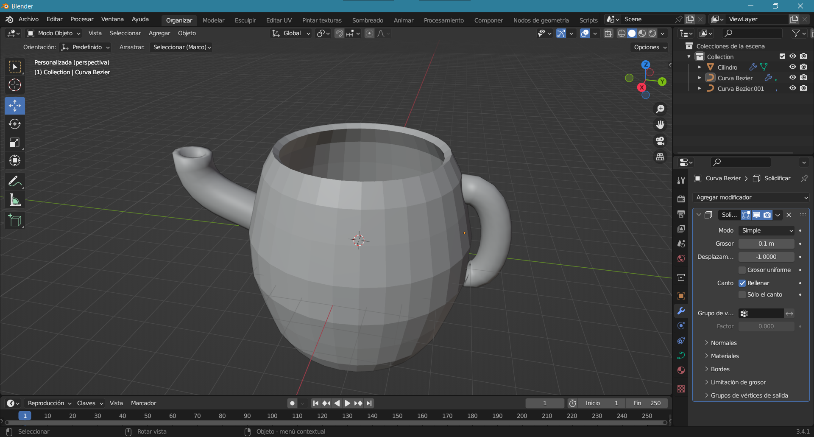 Blender
Archivo Editar Procesar Ventana Ayuda Organizar Modelar Esculpir Editar UV Pintar texturas Sombreado Animar Procesamiento Componer Nodos de geometría Scripts Scene ViewLayer
Modo Objeto Vista Seleccionar Agregar Objeto Global
Orientación: Predefinido Arrastrar: Seleccionar (Marco) Opciones
Personalizada (perspectiva)
(1) Collection | Curva Bezier
Z
Y
X
Colecciones de la escena
Collection
Cilindro
Curva Bezier
Curva Bezier.001
Curva Bezier > Solidificar
Agregar modificador
Soli...
Modo Simple
Grosor 0.1 m
Desplazam... -1.0000
Grosor uniforme
Canto Rellenar
Sólo el canto
Grupo de v...
Factor 0.000
Normales
Materiales
Bordes
Limitación de grosor
Grupos de vértices de salida
Reproducción Claves Vista Marcador 1 Inicio 1 Fin 250
1 10 20 30 40 50 60 70 80 90 100 110 120 130 140 150 160 170 180 190 200 210 220 230 240 250
Seleccionar Rotar vista Objeto - menú contextual 3.4.1